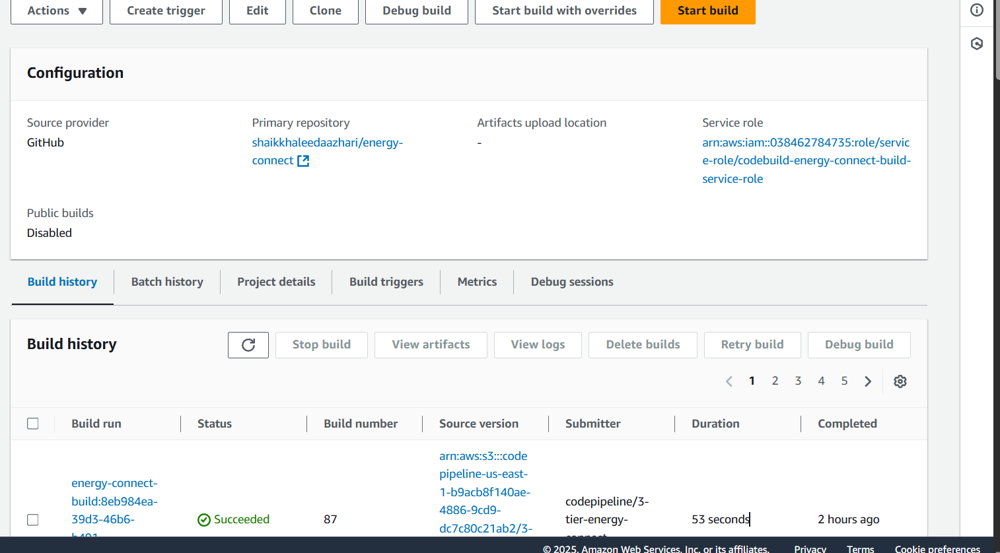 Actions
Create trigger
Edit
Clone
Debug build
Start build with overrides
Start build
Configuration
Source provider
GitHub
Primary repository
shaikkhaleedaazhari/energy-
connect
Artifacts upload location
-
Service role
arn:aws:iam::038462784735:role/servic
e-role/codebuild-energy-connect-build-
service-role
Public builds
Disabled
Build history
Batch history
Project details
Build triggers
Metrics
Debug sessions
Build history
Stop build
View artifacts
View logs
Delete builds
Retry build
Debug build
1 2 3 4 5
Build run
Status
Build number
Source version
Submitter
Duration
Completed
energy-connect-
build:8eb984ea-
39d3-46b6-
Succeeded
87
arn:aws:s3:::code
pipeline-us-east-
1-b9acb8f140ae-
4886-9cd9-
dc7c80c21ab2/3-
codepipeline/3-
tier-energy-
connect
53 seconds
2 hours ago
© 2025, Amazon Web Services, Inc. or its affiliates.
Privacy
Terms
Cookie preferences